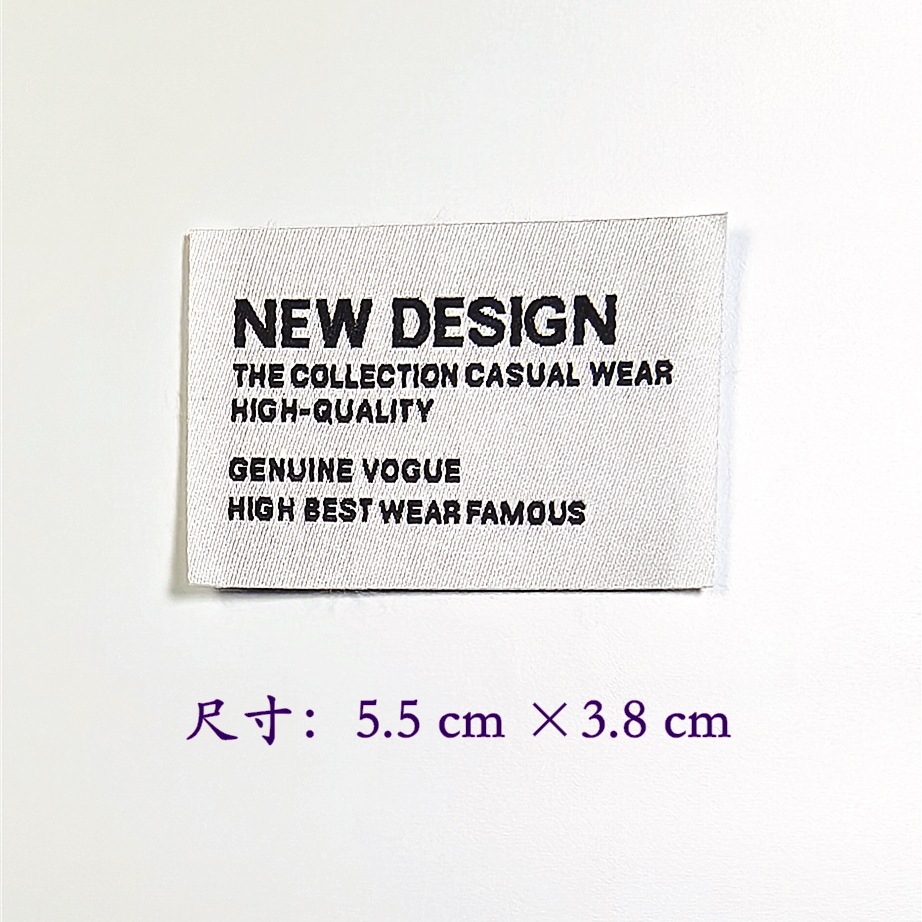 NEW DESIGN
THE COLLECTION CASUAL WEAR
HIGH-QUALITY
GENUINE VOGUE
HIGH BEST WEAR FAMOUS
尺寸：5.5 cm ×3.8 cm